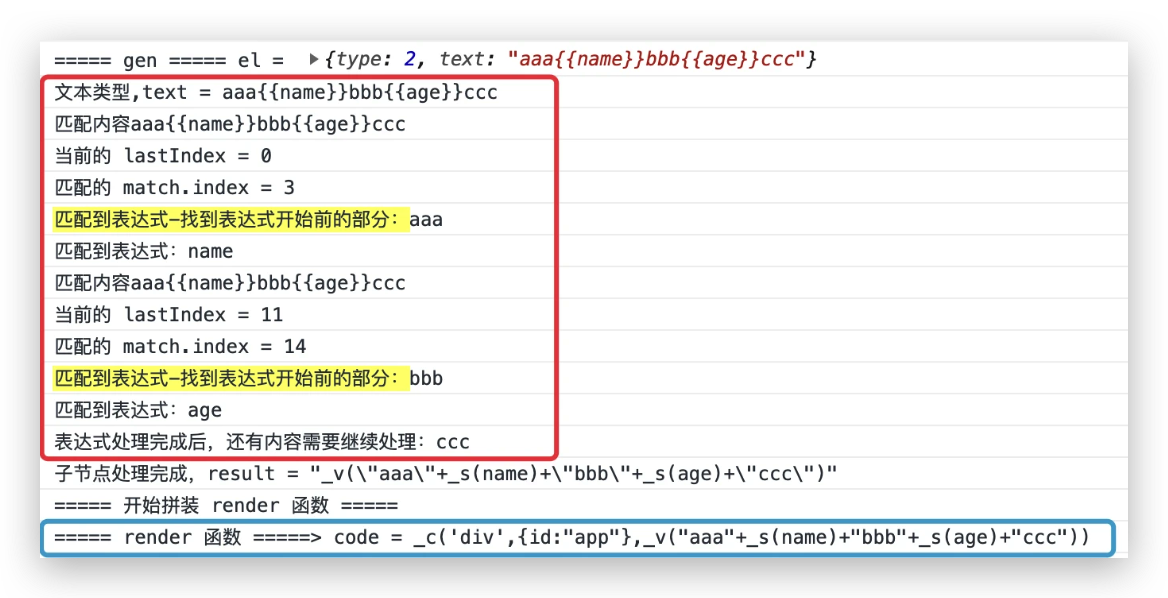 ===== gen ===== el = ▶{type: 2, text: "aaa{{name}}bbb{{age}}ccc"}
文本类型,text = aaa{{name}}bbb{{age}}ccc
匹配内容aaa{{name}}bbb{{age}}ccc
当前的 lastIndex = 0
匹配的 match.index = 3
匹配到表达式-找到表达式开始前的部分：aaa
匹配到表达式：name
匹配内容aaa{{name}}bbb{{age}}ccc
当前的 lastIndex = 11
匹配的 match.index = 14
匹配到表达式-找到表达式开始前的部分：bbb
匹配到表达式：age
表达式处理完成后，还有内容需要继续处理：ccc
子节点处理完成，result = "_v(\"aaa\"+_s(name)+\"bbb\"+_s(age)+\"ccc\")"
===== 开始拼装 render 函数 =====
===== render 函数 =====> code = _c('div',{id:"app"},_v("aaa"+_s(name)+"bbb"+_s(age)+"ccc"))